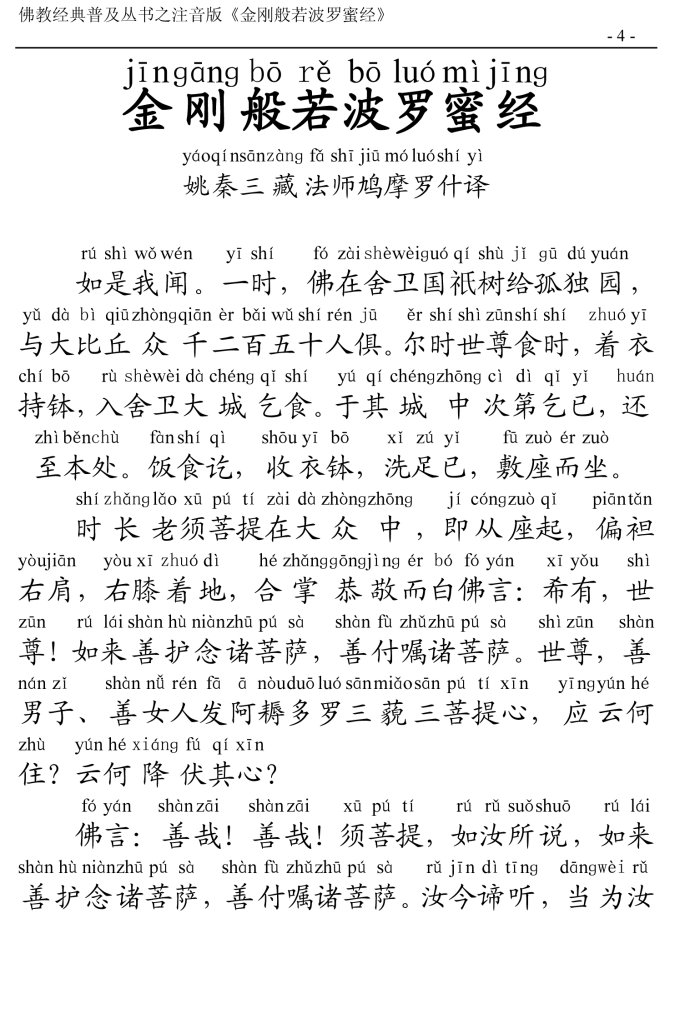 佛教经典普及丛书之注音版《金刚般若波罗蜜经》
- 4 -
jīngāng bō rě bō luó mì jīng
金刚般若波罗蜜经
yáoqínsānzàng fǎ shī jiū mó luóshí yì
姚秦三藏法师鸠摩罗什译
rú shì wǒ wén yī shí fó zài shèwèiguó qí shù jǐ gū dú yuán
如是我闻。一时，佛在舍卫国祇树给孤独园，
yǔ dà bì qiūzhòngqiān èr bǎi wǔ shí rén jū ěr shí shì zūnshí shí zhuó yī
与大比丘众千二百五十人俱。尔时世尊食时，着衣
chí bō rù shèwèi dà chéng qǐ shí yú qí chéngzhōng cì dì qǐ yǐ huán
持钵，入舍卫大城乞食。于其城中次第乞已，还
zhì běnchù fàn shí qì shōu yī bō xǐ zú yǐ fū zuò ér zuò
至本处。饭食讫，收衣钵，洗足已，敷座而坐。
shí zhǎnglǎo xū pú tí zài dà zhòngzhōng jí cóngzuò qǐ piāntǎn
时长老须菩提在大众中，即从座起，偏袒
yòujiān yòu xī zhuó dì hé zhǎnggōngjìng ér bó fó yán xī yǒu shì
右肩，右膝着地，合掌恭敬而白佛言：希有，世
zūn rú lái shàn hù niànzhū pú sà shàn fù zhǔzhū pú sà shì zūn shàn
尊！如来善护念诸菩萨，善付嘱诸菩萨。世尊，善
nán zǐ shàn nǚ rén fā ā nòuduō luó sānmiǎosān pú tí xīn yīngyún hé
男子、善女人发阿耨多罗三藐三菩提心，应云何
zhù yún hé xiáng fú qí xīn
住？云何降伏其心？
fó yán shànzāi shànzāi xū pú tí rú rǔ suǒshuō rú lái
佛言：善哉！善哉！须菩提，如汝所说，如来
shàn hù niànzhū pú sà shàn fù zhǔzhū pú sà rǔ jīn dì tīng dāngwèi rǔ
善护念诸菩萨，善付嘱诸菩萨。汝今谛听，当为汝